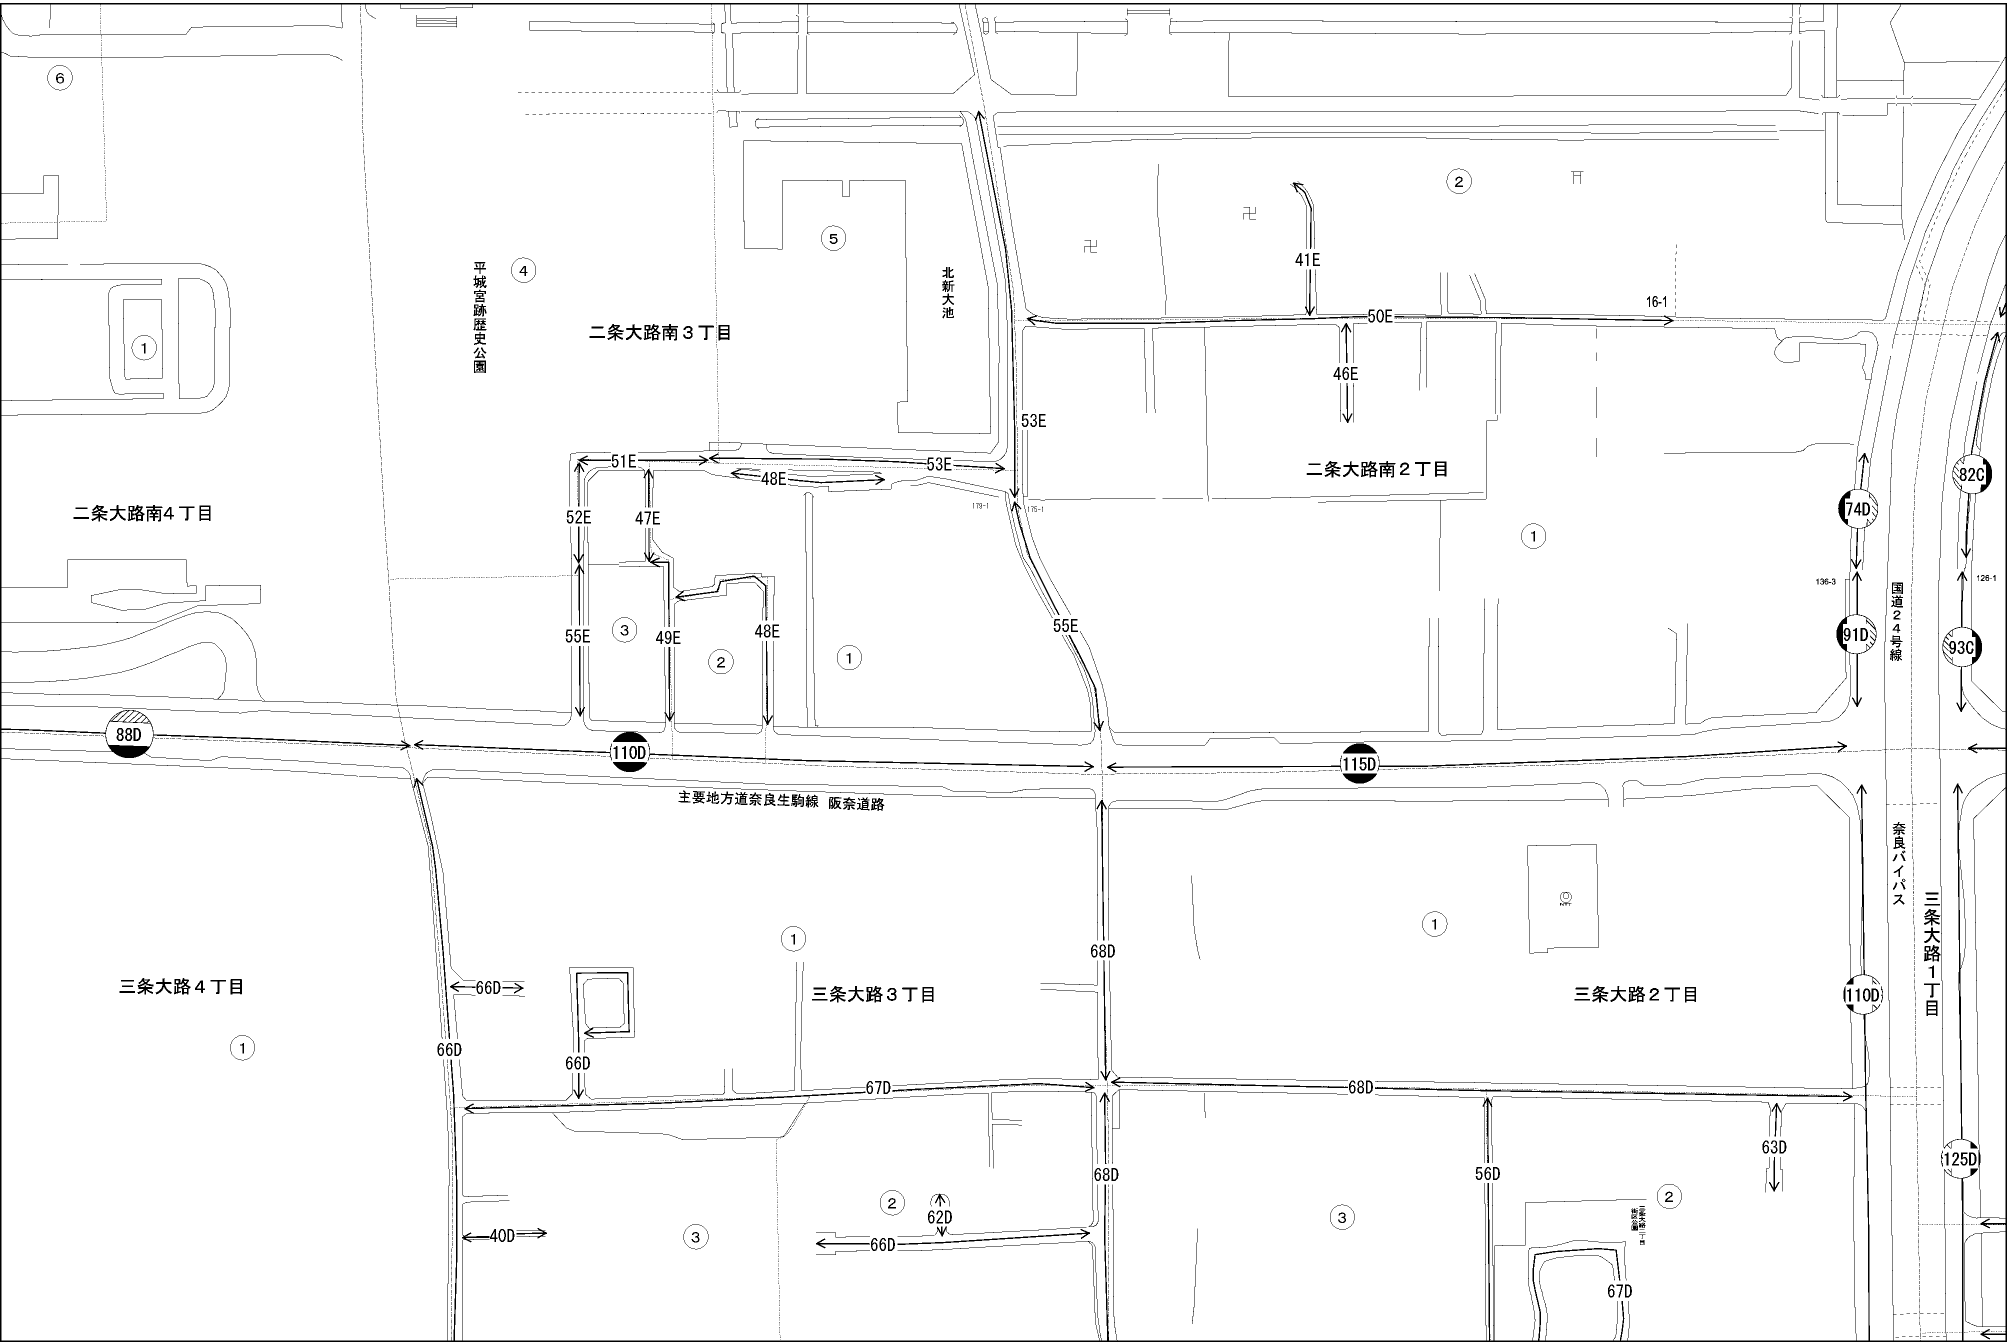 ⑥
②
⑤
④
41E
平城宮跡歴史公園
北新大池
16-1
50E
二条大路南3丁目
①
46E
53E
51E
53E
48E
二条大路南2丁目
82C
179-1
175-1
74D
二条大路南4丁目
52E
47E
①
136-3
126-1
国道24号線
③
55E
49E
48E
②
①
55E
91D
93C
88D
110D
115D
主要地方道奈良生駒線 阪奈道路
奈良バイパス
三条大路1丁目
①
①
NTT
68D
三条大路4丁目
66D
三条大路3丁目
三条大路2丁目
110D
①
66D
66D
67D
68D
63D
125D
68D
56D
②
②
62D
③
40D
③
66D
67D